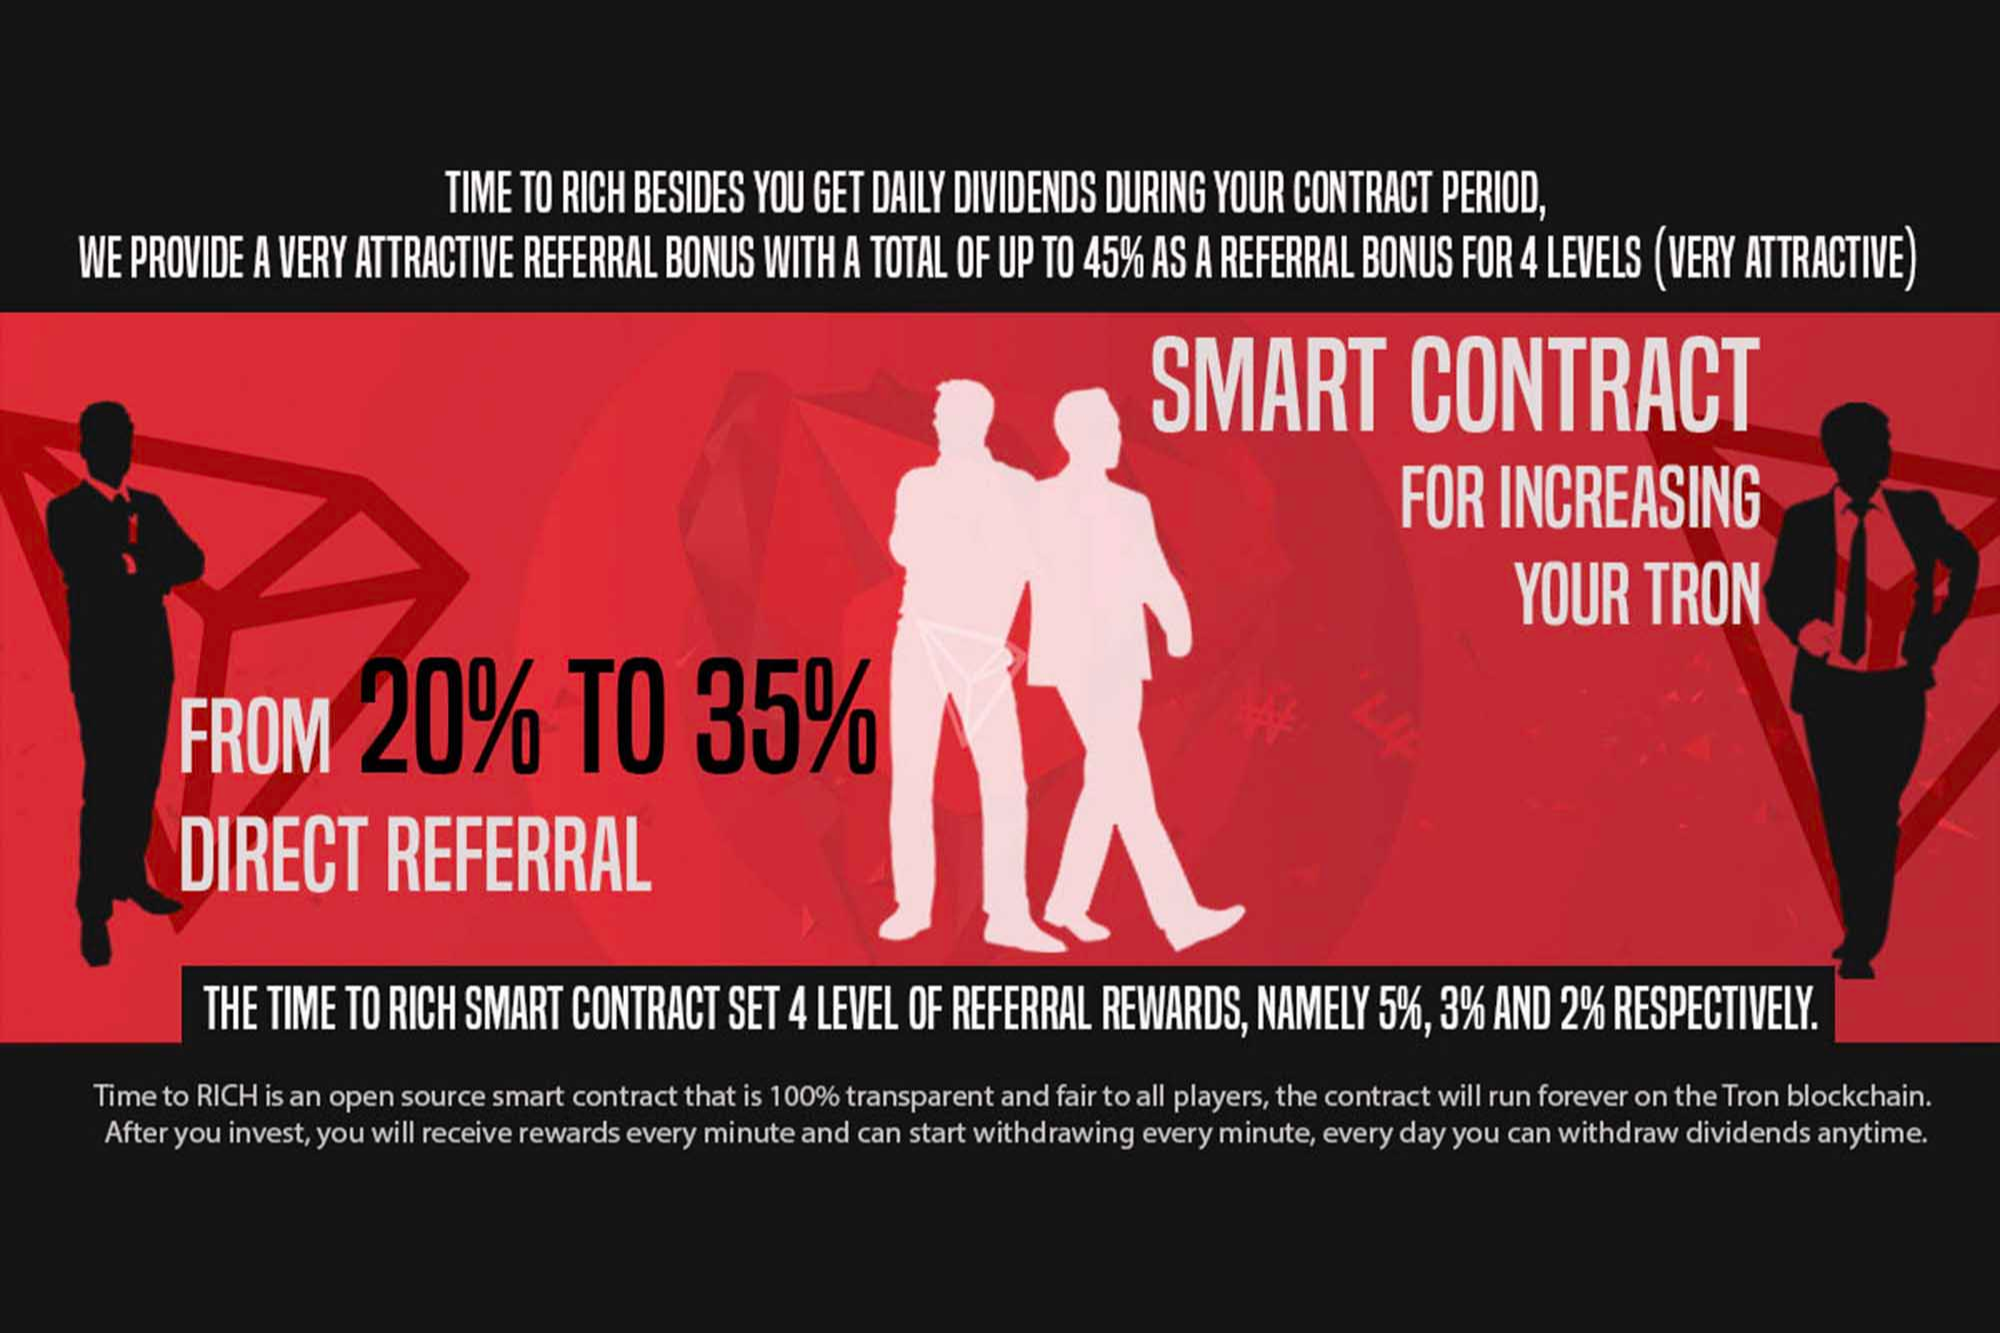 TIME TO RICH BESIDES YOU GET DAILY DIVIDENDS DURING YOUR CONTRACT PERIOD,
WE PROVIDE A VERY ATTRACTIVE REFERRAL BONUS WITH A TOTAL OF UP TO 45% AS A REFERRAL BONUS FOR 4 LEVELS (VERY ATTRACTIVE)
SMART CONTRACT
FOR INCREASING
YOUR TRON
FROM 20% TO 35%
DIRECT REFERRAL
THE TIME TO RICH SMART CONTRACT SET 4 LEVEL OF REFERRAL REWARDS, NAMELY 5%, 3% AND 2% RESPECTIVELY.
Time to RICH is an open source smart contract that is 100% transparent and fair to all players, the contract will run forever on the Tron blockchain.
After you invest, you will receive rewards every minute and can start withdrawing every minute, every day you can withdraw dividends anytime.